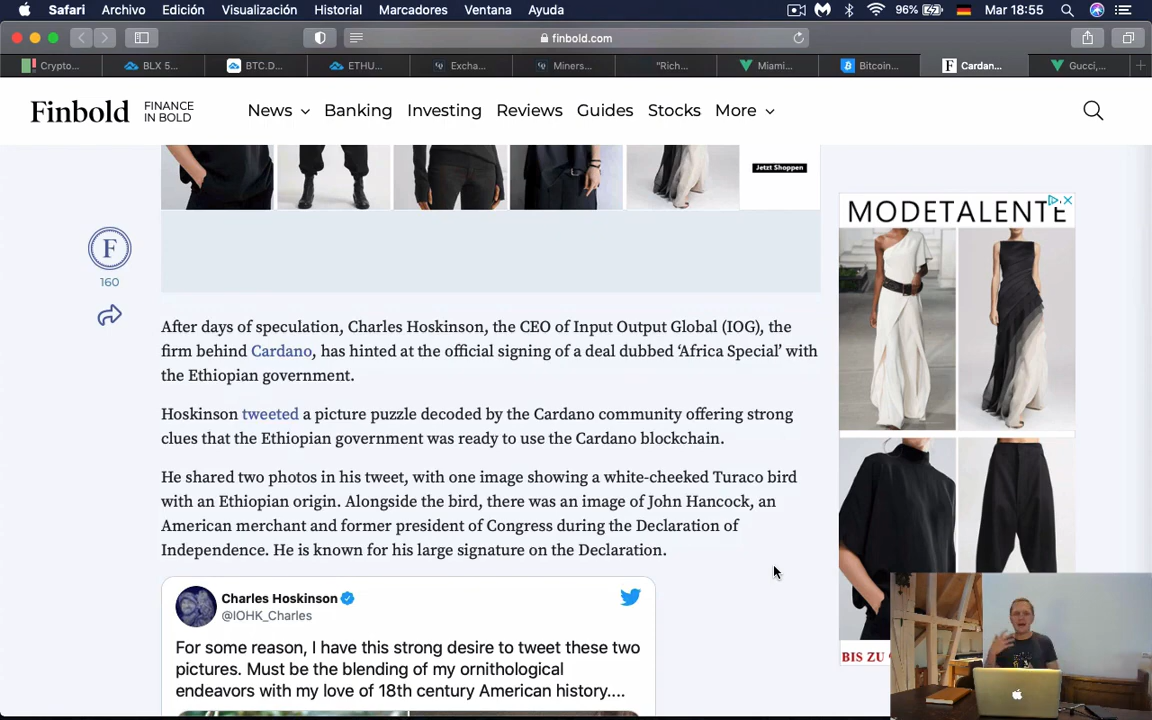 Safari Archivo Edición Visualización Historial Marcadores Ventana Ayuda 96% Mar 18:55
finbold.com
Crypto... BLX 5... BTC.D... ETHU... Excha... Miners... "Rich... Miami... Bitcoin... Cardan... Gucci,...
Finbold FINANCE
IN BOLD
News Banking Investing Reviews Guides Stocks More
Jetzt Shoppen
F
160
After days of speculation, Charles Hoskinson, the CEO of Input Output Global (IOG), the
firm behind Cardano, has hinted at the official signing of a deal dubbed ‘Africa Special’ with
the Ethiopian government.
Hoskinson tweeted a picture puzzle decoded by the Cardano community offering strong
clues that the Ethiopian government was ready to use the Cardano blockchain.
He shared two photos in his tweet, with one image showing a white-cheeked Turaco bird
with an Ethiopian origin. Alongside the bird, there was an image of John Hancock, an
American merchant and former president of Congress during the Declaration of
Independence. He is known for his large signature on the Declaration.
Charles Hoskinson
@IOHK_Charles
For some reason, I have this strong desire to tweet these two
pictures. Must be the blending of my ornithological
endeavors with my love of 18th century American history....
MODETALENTE
BIS ZU